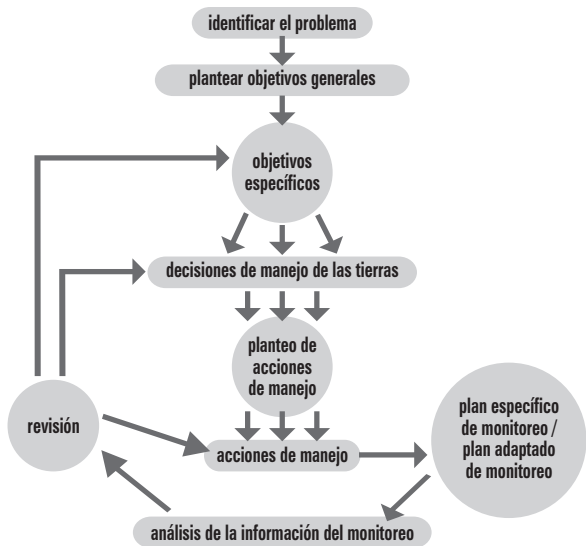 identificar el problema
plantear objetivos generales
objetivos
específicos
decisiones de manejo de las tierras
planteo de
acciones
de manejo
revisión
acciones de manejo
plan específico
de monitoreo /
plan adaptado
de monitoreo
análisis de la información del monitoreo